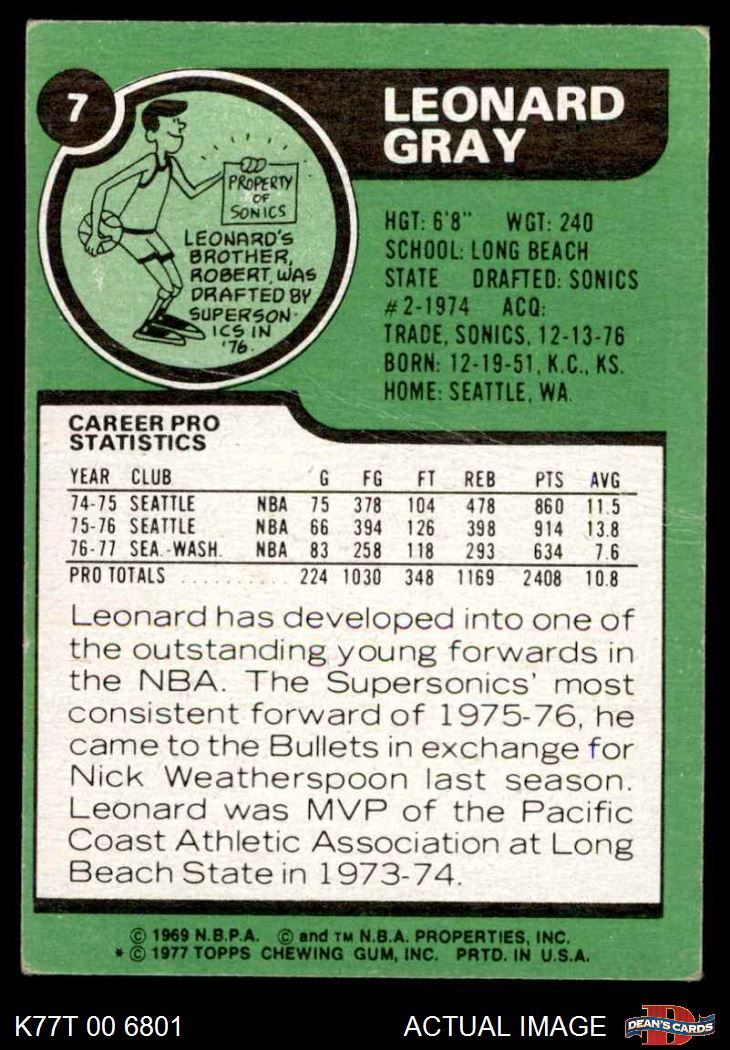 7
LEONARD
GRAY
PROPERTY
OF
SONICS
LEONARD'S
BROTHER,
ROBERT, WAS
DRAFTED BY
SUPERSON-
ICS IN
'76.
HGT: 6'8" WGT: 240
SCHOOL: LONG BEACH
STATE DRAFTED: SONICS
#2-1974 ACQ:
TRADE, SONICS, 12-13-76
BORN: 12-19-51, K.C., KS.
HOME: SEATTLE, WA.
CAREER PRO
STATISTICS
YEAR CLUB G FG FT REB PTS AVG
74-75 SEATTLE NBA 75 378 104 478 860 11.5
75-76 SEATTLE NBA 66 394 126 398 914 13.8
76-77 SEA.-WASH. NBA 83 258 118 293 634 7.6
PRO TOTALS .......... 224 1030 348 1169 2408 10.8
Leonard has developed into one of
the outstanding young forwards in
the NBA. The Supersonics' most
consistent forward of 1975-76, he
came to the Bullets in exchange for
Nick Weatherspoon last season.
Leonard was MVP of the Pacific
Coast Athletic Association at Long
Beach State in 1973-74.
© 1969 N.B.P.A. © and TM N.B.A. PROPERTIES, INC.
* © 1977 TOPPS CHEWING GUM, INC. PRTD. IN U.S.A.
K77T 00 6801 ACTUAL IMAGE D DEAN'S CARDS